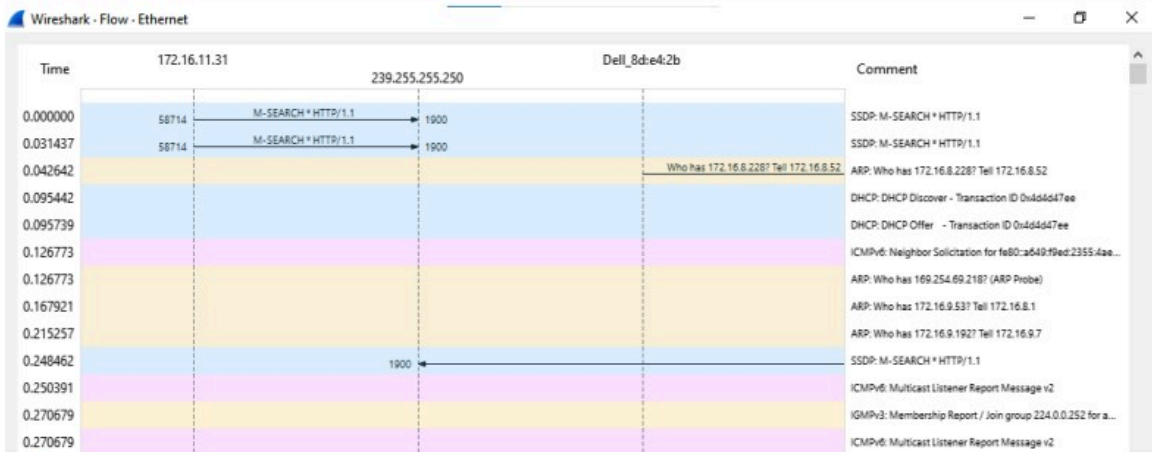 Wireshark · Flow · Ethernet
172.16.11.31 Dell_8d:e4:2b
Time 239.255.255.250 Comment
0.000000 58714 M-SEARCH * HTTP/1.1 1900 SSDP: M-SEARCH * HTTP/1.1
0.031437 58714 M-SEARCH * HTTP/1.1 1900 SSDP: M-SEARCH * HTTP/1.1
0.042642 Who has 172.16.8.228? Tell 172.16.8.52 ARP: Who has 172.16.8.228? Tell 172.16.8.52
0.095442 DHCP: DHCP Discover - Transaction ID 0x4d4d47ee
0.095739 DHCP: DHCP Offer - Transaction ID 0x4d4d47ee
0.126773 ICMPv6: Neighbor Solicitation for fe80::a649:f9ed:2355:4ae...
0.126773 ARP: Who has 169.254.69.218? (ARP Probe)
0.167921 ARP: Who has 172.16.9.53? Tell 172.16.8.1
0.215257 ARP: Who has 172.16.9.192? Tell 172.16.9.7
0.248462 1900 SSDP: M-SEARCH * HTTP/1.1
0.250391 ICMPv6: Multicast Listener Report Message v2
0.270679 IGMPv3: Membership Report / Join group 224.0.0.252 for a...
0.270679 ICMPv6: Multicast Listener Report Message v2